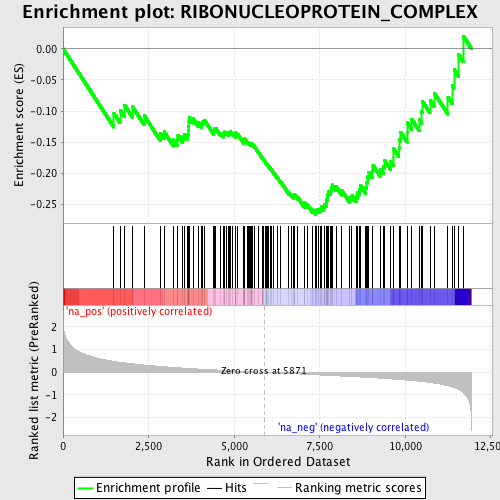 Enrichment plot: RIBONUCLEOPROTEIN_COMPLEX
Enrichment score (ES)
0.00
-0.05
-0.10
-0.15
-0.20
-0.25
'na_pos' (positively correlated)
Ranked list metric (PreRanked)
2
1
0
-1
-2
Zero cross at 5871
'na_neg' (negatively correlated)
0
2,500
5,000
7,500
10,000
12,500
Rank in Ordered Dataset
Enrichment profile
Hits
Ranking metric scores